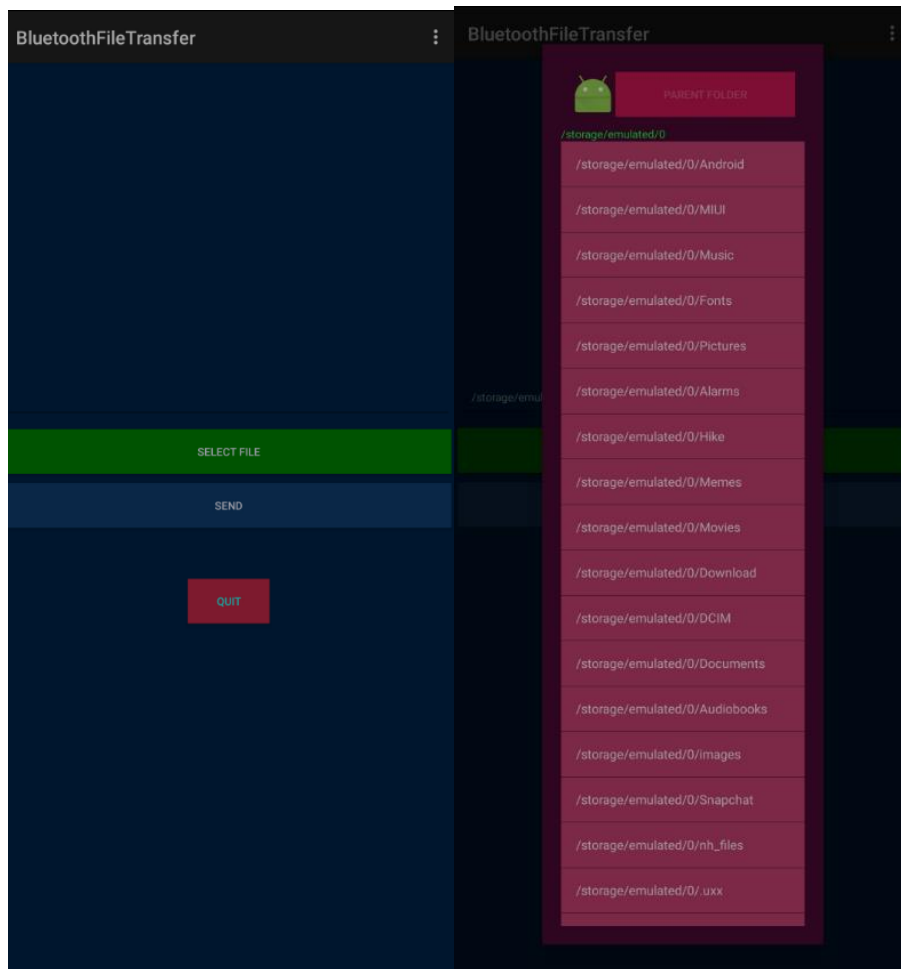 BluetoothFileTransfer
SELECT FILE
SEND
QUIT
BluetoothFileTransfer
PARENT FOLDER
/storage/emulated/0
/storage/emulated/0/Android
/storage/emulated/0/MIUI
/storage/emulated/0/Music
/storage/emulated/0/Fonts
/storage/emulated/0/Pictures
/storage/emulated/0/Alarms
/storage/emul
/storage/emulated/0/Hike
/storage/emulated/0/Memes
/storage/emulated/0/Movies
/storage/emulated/0/Download
/storage/emulated/0/DCIM
/storage/emulated/0/Documents
/storage/emulated/0/Audiobooks
/storage/emulated/0/images
/storage/emulated/0/Snapchat
/storage/emulated/0/nh_files
/storage/emulated/0/.uxx